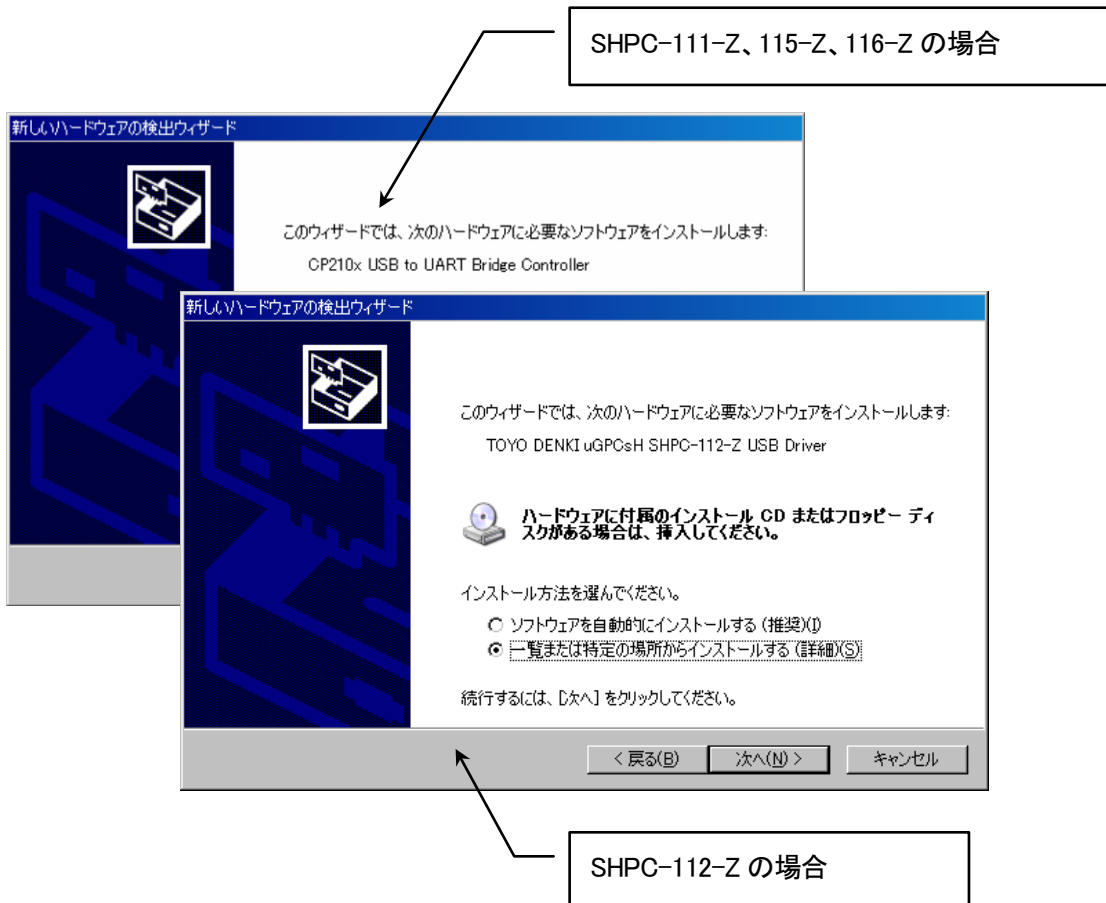 SHPC-111-Z、115-Z、116-Z の場合
新しいハードウェアの検出ウィザード
このウィザードでは、次のハードウェアに必要なソフトウェアをインストールします:
CP210x USB to UART Bridge Controller
新しいハードウェアの検出ウィザード
このウィザードでは、次のハードウェアに必要なソフトウェアをインストールします:
TOYO DENKI uGPCsH SHPC-112-Z USB Driver
ハードウェアに付属のインストール CD またはフロッピー ディ
スクがある場合は、挿入してください。
インストール方法を選んでください。
ソフトウェアを自動的にインストールする (推奨)(I)
一覧または特定の場所からインストールする (詳細)(S)
続行するには、[次へ] をクリックしてください。
< 戻る(B)
次へ(N) >
キャンセル
SHPC-112-Z の場合